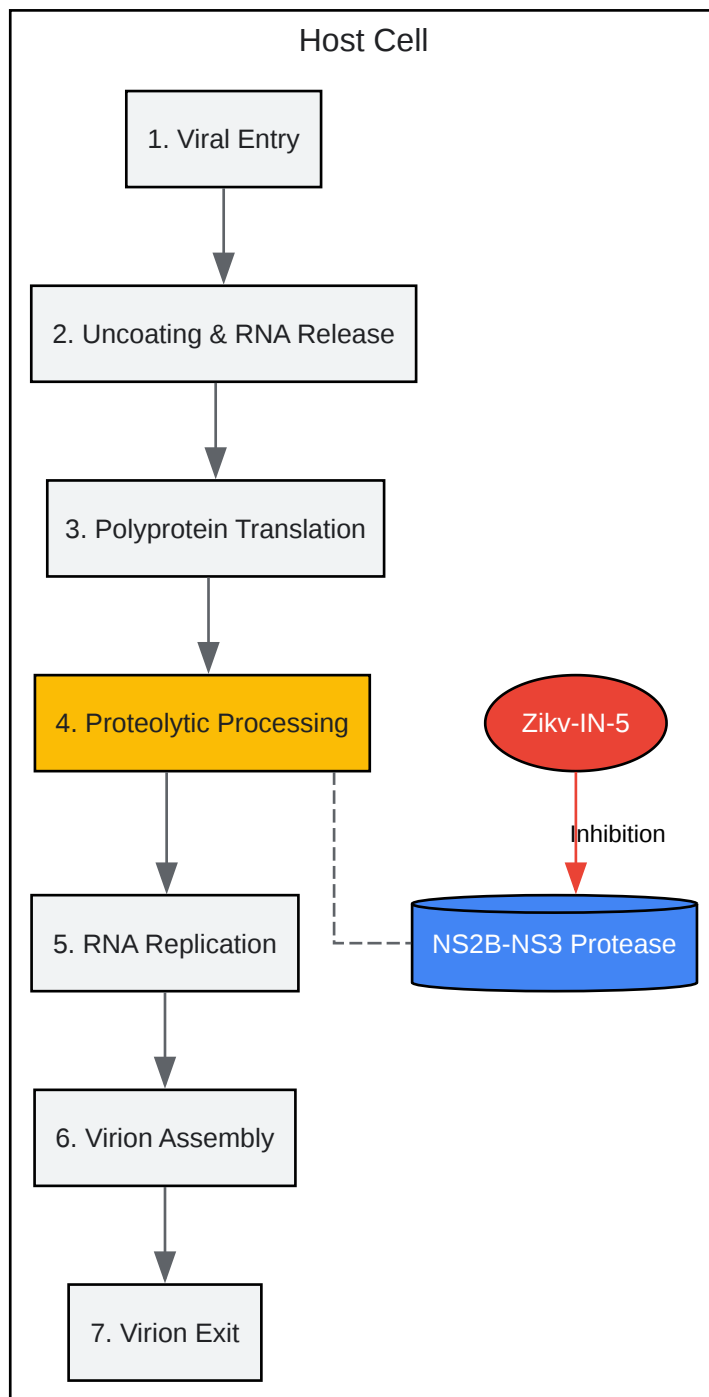 Host Cell
1. Viral Entry
2. Uncoating & RNA Release
3. Polyprotein Translation
4. Proteolytic Processing
Zikv-IN-5
Inhibition
5. RNA Replication
NS2B-NS3 Protease
6. Virion Assembly
7. Virion Exit